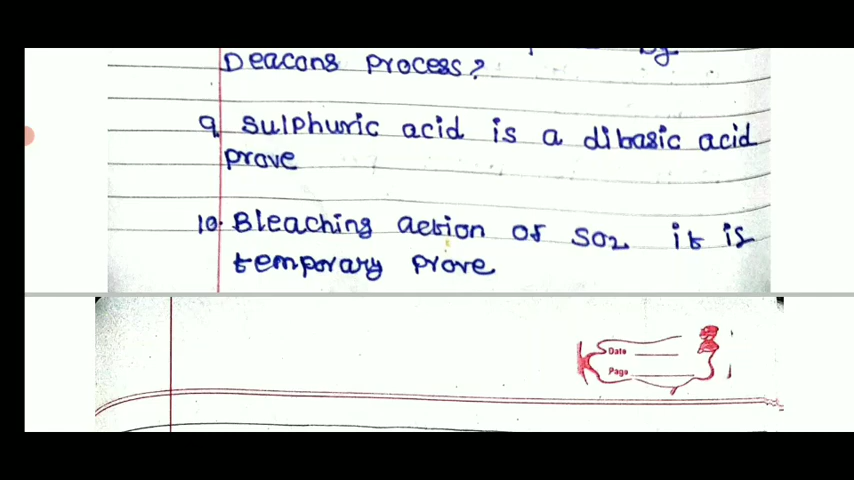 by
Deacons process?
9 sulphuric acid is a dibasic acid
prove
10. Bleaching action of SO2 it is
temporary prove
Date
Page